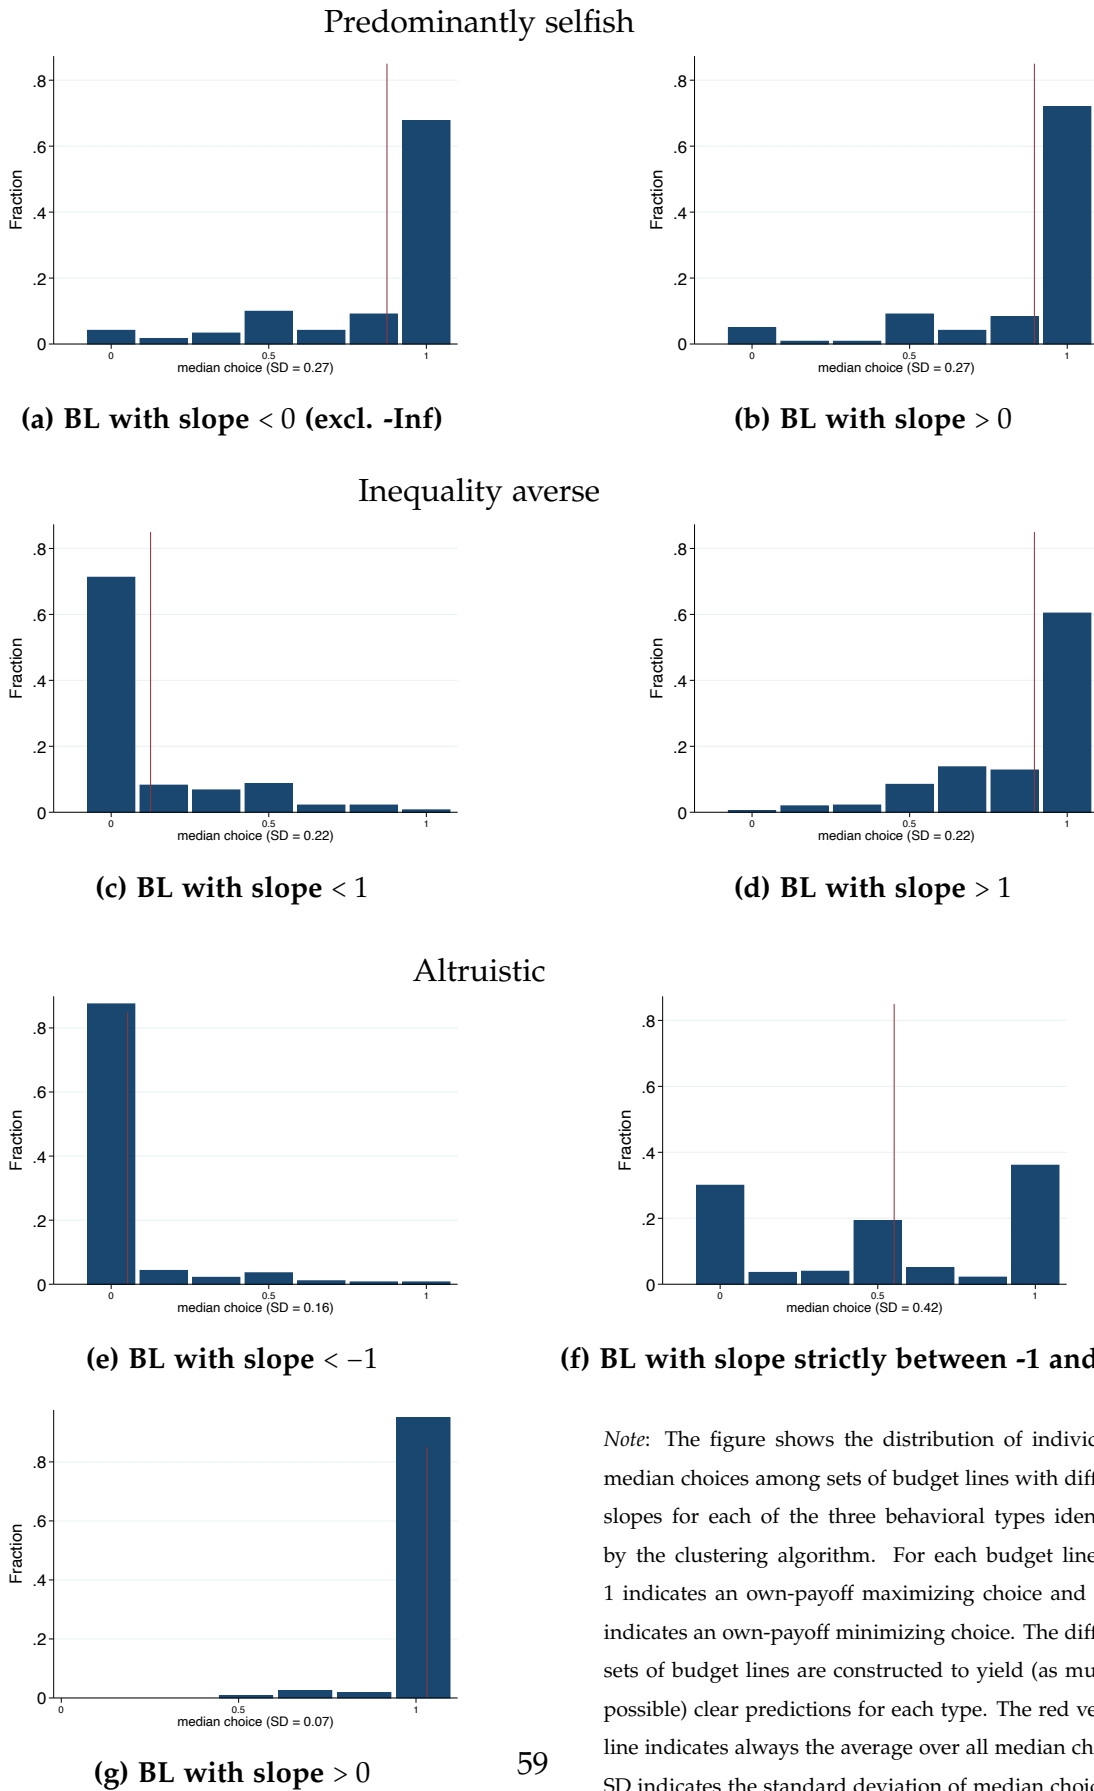 Predominantly selfish
.8
.6
.4
.2
0
Fraction
0 0.5 1
median choice (SD = 0.27)
(a) BL with slope < 0 (excl. -Inf)
.8
.6
.4
.2
0
Fraction
0 0.5 1
median choice (SD = 0.27)
(b) BL with slope > 0
Inequality averse
.8
.6
.4
.2
0
Fraction
0 0.5 1
median choice (SD = 0.22)
(c) BL with slope < 1
.8
.6
.4
.2
0
Fraction
0 0.5 1
median choice (SD = 0.22)
(d) BL with slope > 1
Altruistic
.8
.6
.4
.2
0
Fraction
0 0.5 1
median choice (SD = 0.16)
(e) BL with slope < −1
.8
.6
.4
.2
0
Fraction
0 0.5 1
median choice (SD = 0.42)
(f) BL with slope strictly between -1 and
.8
.6
.4
.2
0
Fraction
0 0.5 1
median choice (SD = 0.07)
(g) BL with slope > 0
Note: The figure shows the distribution of individ
median choices among sets of budget lines with diff
slopes for each of the three behavioral types iden
by the clustering algorithm. For each budget line
1 indicates an own-payoff maximizing choice and
indicates an own-payoff minimizing choice. The diff
sets of budget lines are constructed to yield (as mu
possible) clear predictions for each type. The red ve
line indicates always the average over all median ch
SD indicates the standard deviation of median choic
59